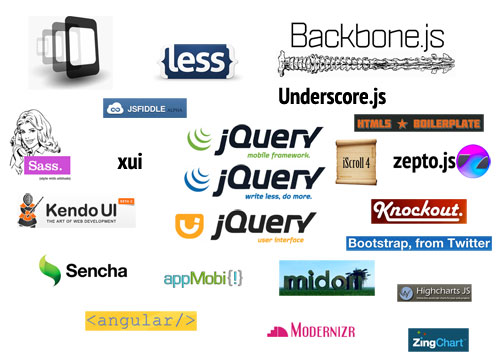 Backbone.js
{less}
Underscore.js
JSFIDDLE ALPHA
HTML5 ★ BOILERPLATE
jQuery
mobile framework.
Sass.
xui
iScroll 4
zepto.js
jQuery
write less, do more.
Kendo UI
THE ART OF WEB DEVELOPMENT
Knockout.
jQuery
user interface
Bootstrap, from Twitter
Sencha
appMobi{!}
midori
Highcharts JS
<angular/>
MODERNIZR
ZingChart